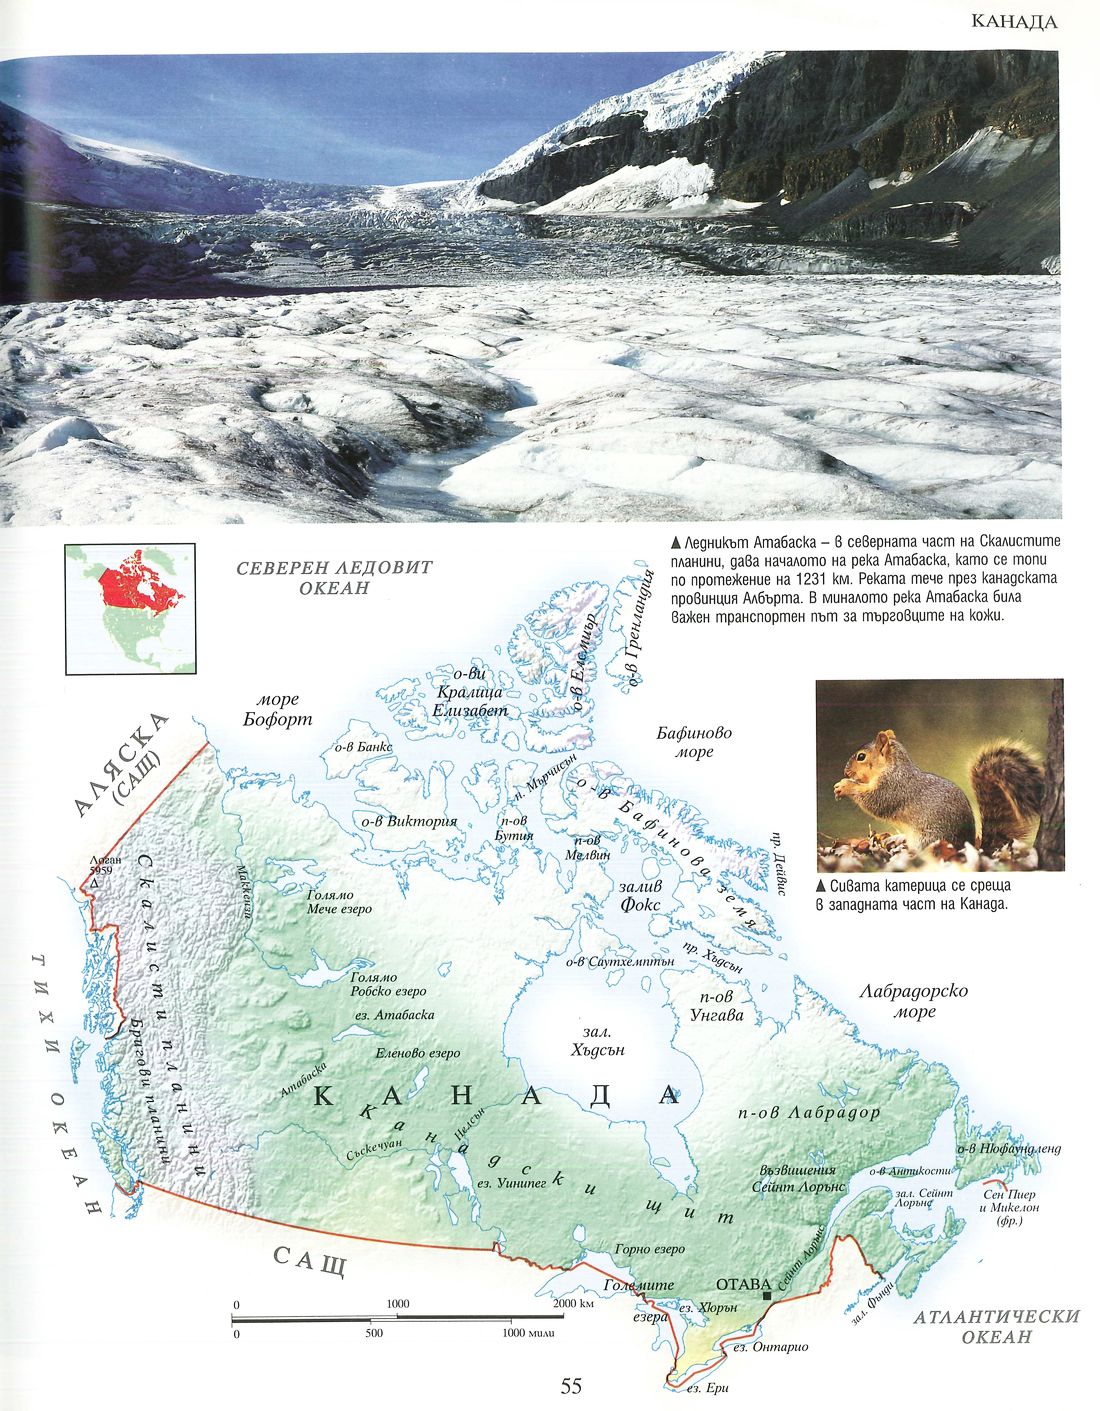 КАНАДА
▲ Ледникът Атабаска – в северната част на Скалистите
планини, дава началото на река Атабаска, като се топи
по протежение на 1231 км. Реката тече през канадската
провинция Албърта. В миналото река Атабаска била
важен транспортен път за търговците на кожи.
СЕВЕРЕН ЛЕДОВИТ
ОКЕАН
о-в Гренландия
о-в Елсмиър
о-ви
Кралица
Елизабет
море
Бофорт
Бафиново
море
АЛЯСКА
(САЩ)
о-в Банкс
п. Мърчисън
о-в Бафинова земя
о-в Виктория
п-ов
Бутия
п-ов
Мелвин
пр. Дейвис
Логан
5959
Маккензи
Голямо
Мече езеро
залив
Фокс
▲ Сивата катерица се среща
в западната част на Канада.
Скалисти планини
Бригови планини
ТИХИ ОКЕАН
о-в Саутхемптън
пр. Хъдсън
Голямо
Робско езеро
п-ов
Унгава
Лабрадорско
море
ез. Атабаска
зал.
Хъдсън
Еленово езеро
Атабаска
КАНАДА
Канадски щит
п-ов Лабрадор
Нелсън
Съскечуан
ез. Уинипег
възвишения
Сейнт Лорънс
о-в Антикости
о-в Нюфаундленд
зал. Сейнт
Лорънс
Сен Пиер
и Микелон
(фр.)
САЩ
Горно езеро
Сейнт Лорънс
Големите
езера
ОТАВА
ез. Хюрън
зал. Фънди
АТЛАНТИЧЕСКИ
ОКЕАН
ез. Онтарио
ез. Ери
0 1000 2000 км
0 500 1000 мили
55